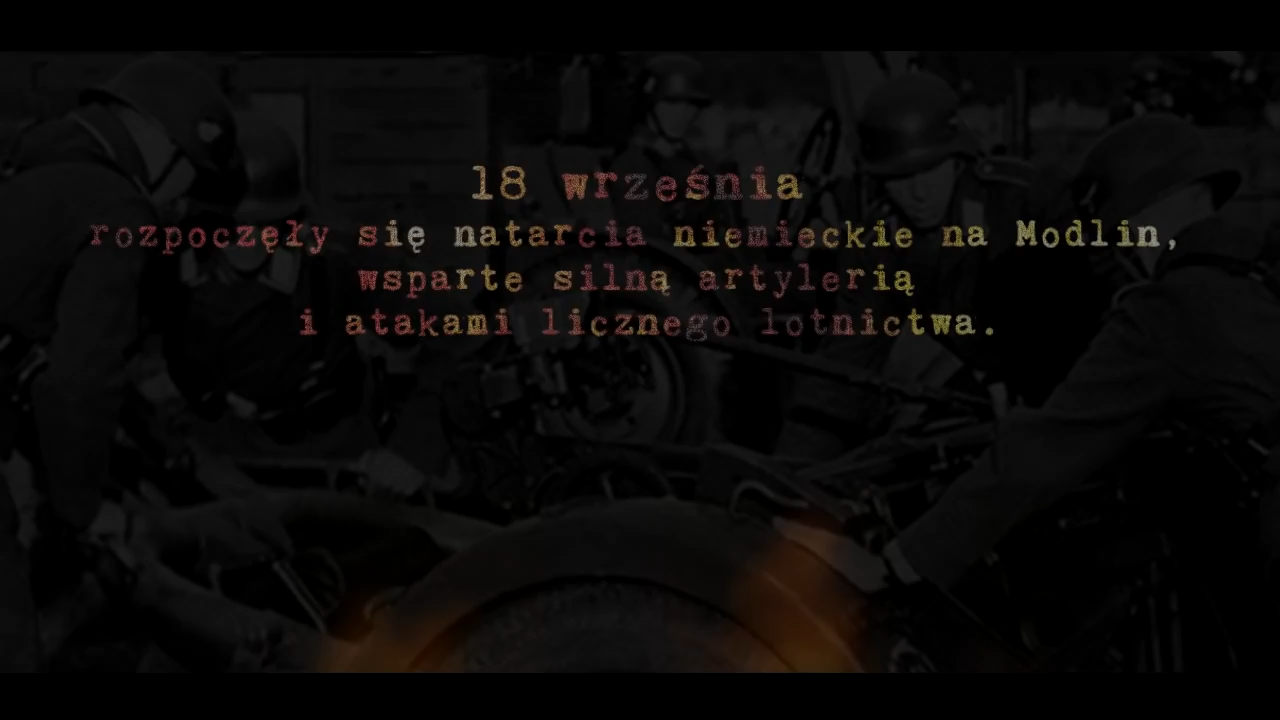 18 września
rozpoczęły się natarcia niemieckie na Modlin,
wsparte silną artylerią
i atakami licznego lotnictwa.